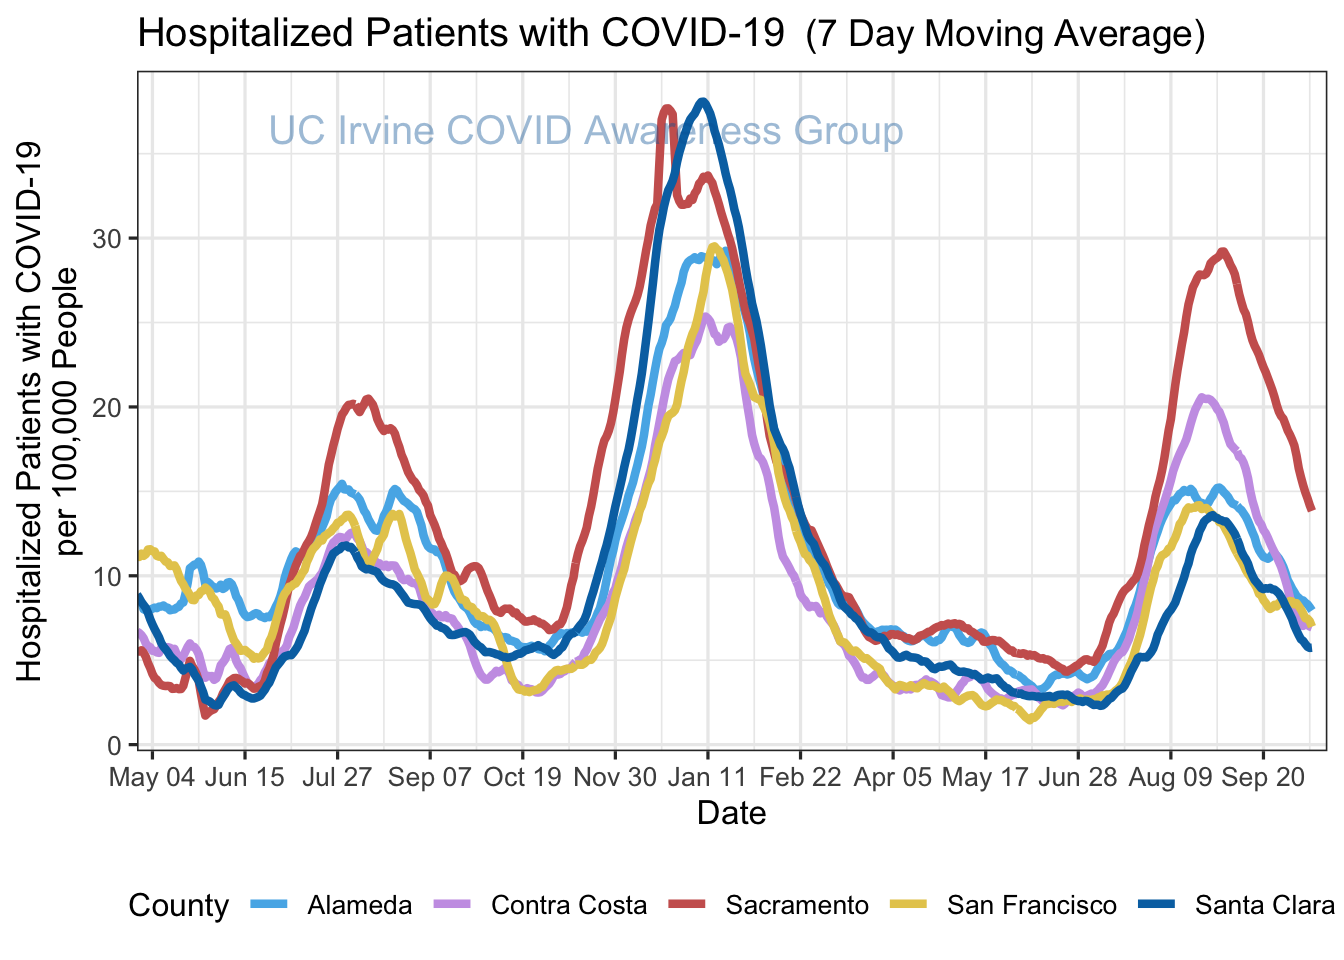 Hospitalized Patients with COVID-19 (7 Day Moving Average)
UC Irvine COVID Awareness Group
Hospitalized Patients with COVID-19
per 100,000 People
30
20
10
0
May 04 Jun 15 Jul 27 Sep 07 Oct 19 Nov 30 Jan 11 Feb 22 Apr 05 May 17 Jun 28 Aug 09 Sep 20
Date
County Alameda Contra Costa Sacramento San Francisco Santa Clara